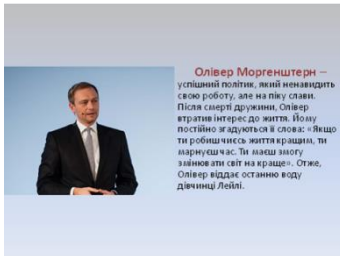 Олівер Моргенштерн –
успішний політик, який ненавидить
свою роботу, але на піку слави.
Після смерті дружини, Олівер
втратив інтерес до життя. Йому
постійно згадуються її слова: «Якщо
ти робиш чиєсь життя кращим, ти
не марнуєш час. Ти маєш змогу
змінювати світ на краще». Отже,
Олівер віддає останню воду
дівчинці Лейлі.